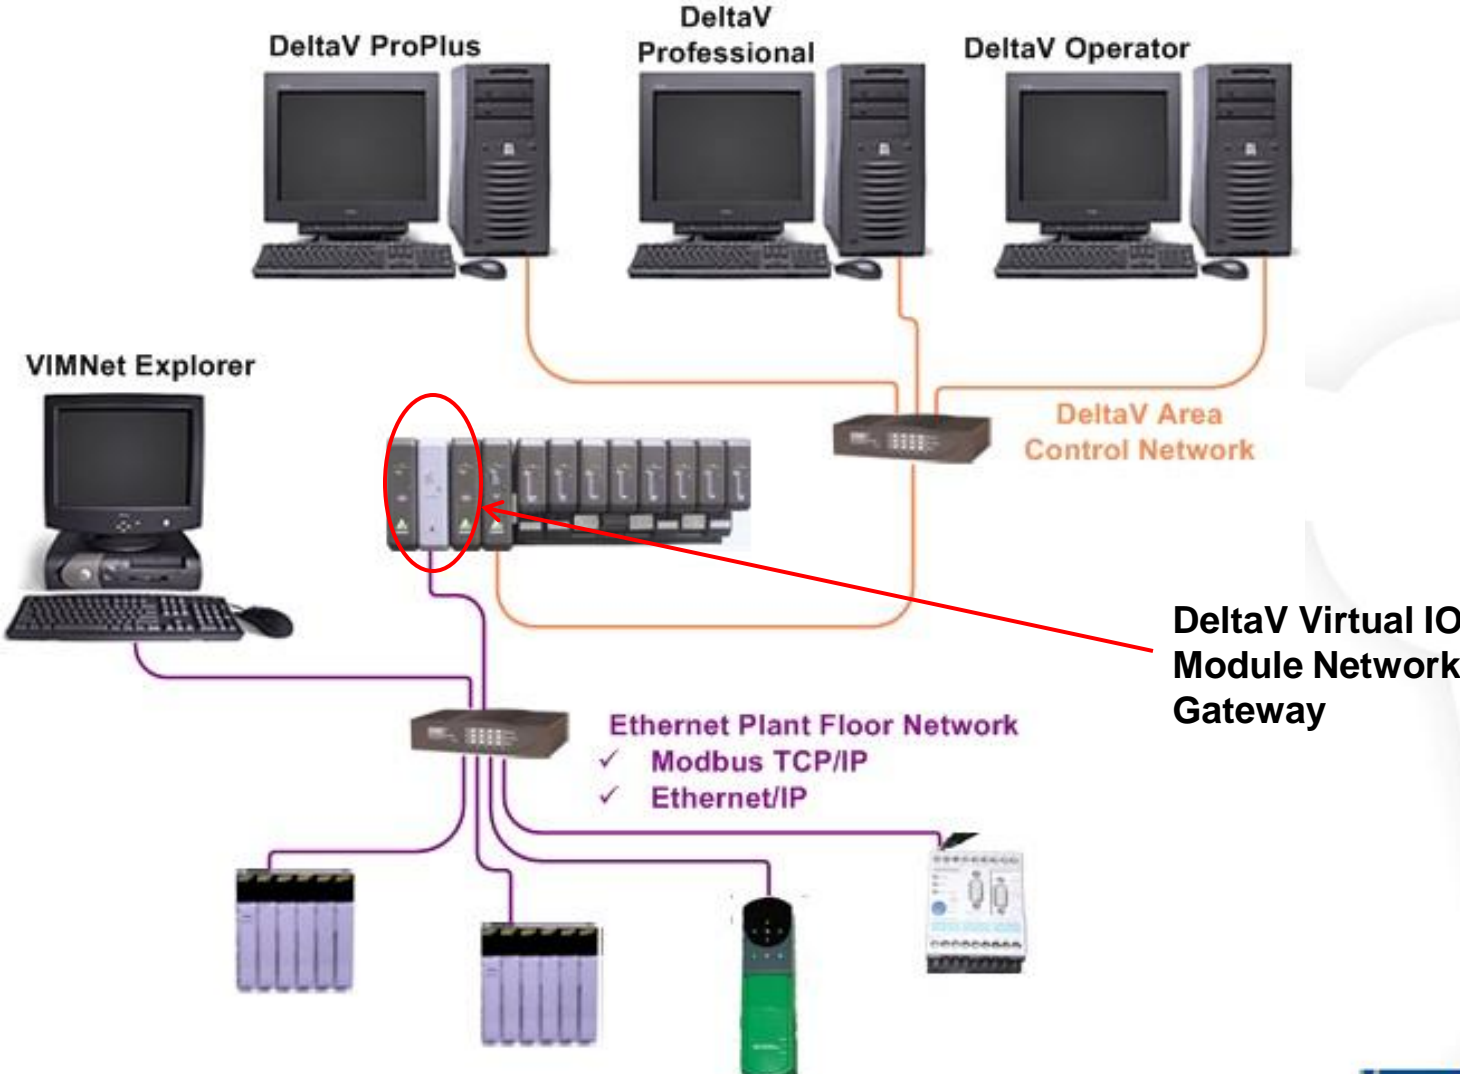 DeltaV
DeltaV ProPlus
Professional
DeltaV Operator
VIMNet Explorer
DeltaV Area
Control Network
DeltaV Virtual IO
Module Network
Gateway
Ethernet Plant Floor Network
✓ Modbus TCP/IP
✓ Ethernet/IP